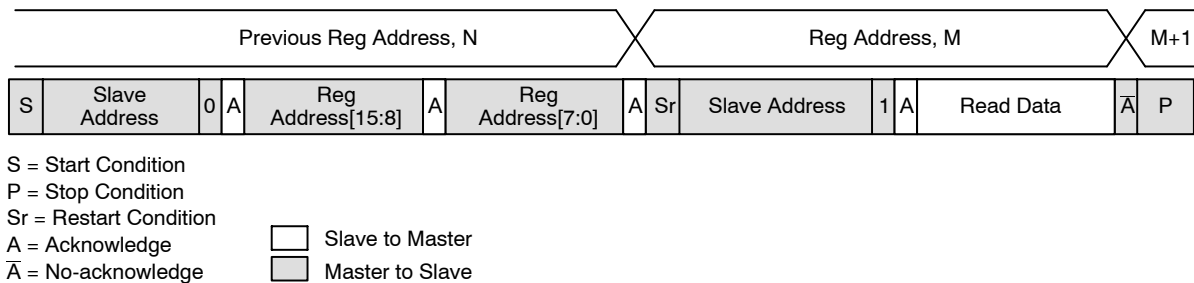 Previous Reg Address, N Reg Address, M M+1
S Slave Address 0 A Reg Address[15:8] A Reg Address[7:0] A Sr Slave Address 1 A Read Data A̅ P
S = Start Condition
P = Stop Condition
Sr = Restart Condition
A = Acknowledge
A̅ = No-acknowledge
Slave to Master
Master to Slave